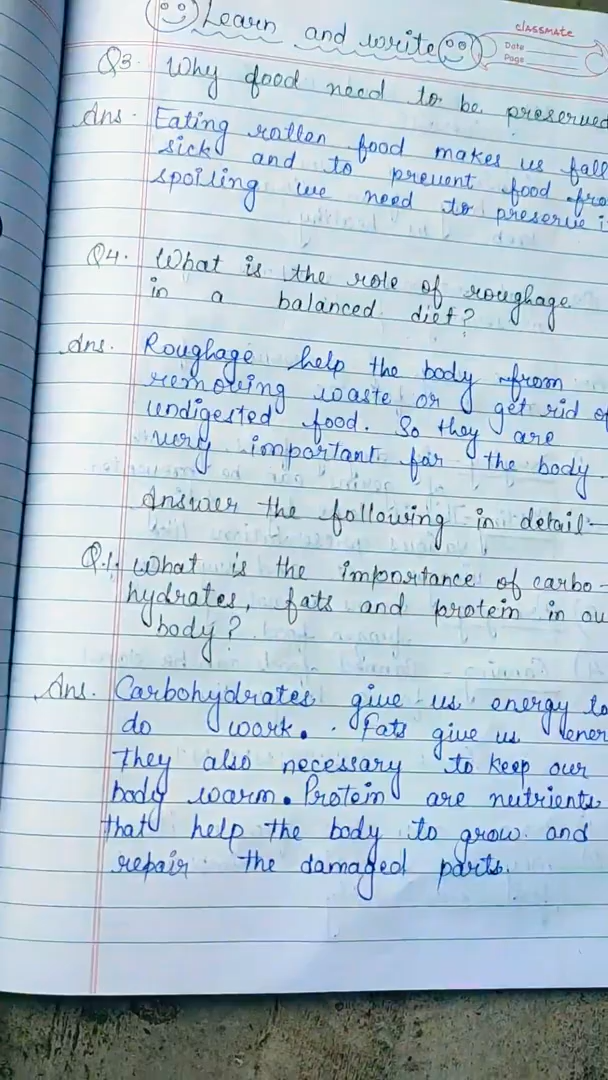 Learn and write
classmate
Date
Page
Q3. Why food need to be preserved
Ans. Eating rotten food makes us fall
sick and to prevent food fro
spoiling we need to preserve i
Q4. What is the role of roughage
in a balanced diet?
Ans. Roughage help the body from
removing waste or get rid of
undigested food. So they are
very important for the body.
Answer the following in detail-
Q.1. What is the importance of carbo-
hydrates, fats and protein in ou
body?
Ans. Carbohydrates give us energy to
do work. Fats give us ener
They also necessary to keep our
body warm. Protein are nutrients
that help the body to grow and
repair the damaged parts.